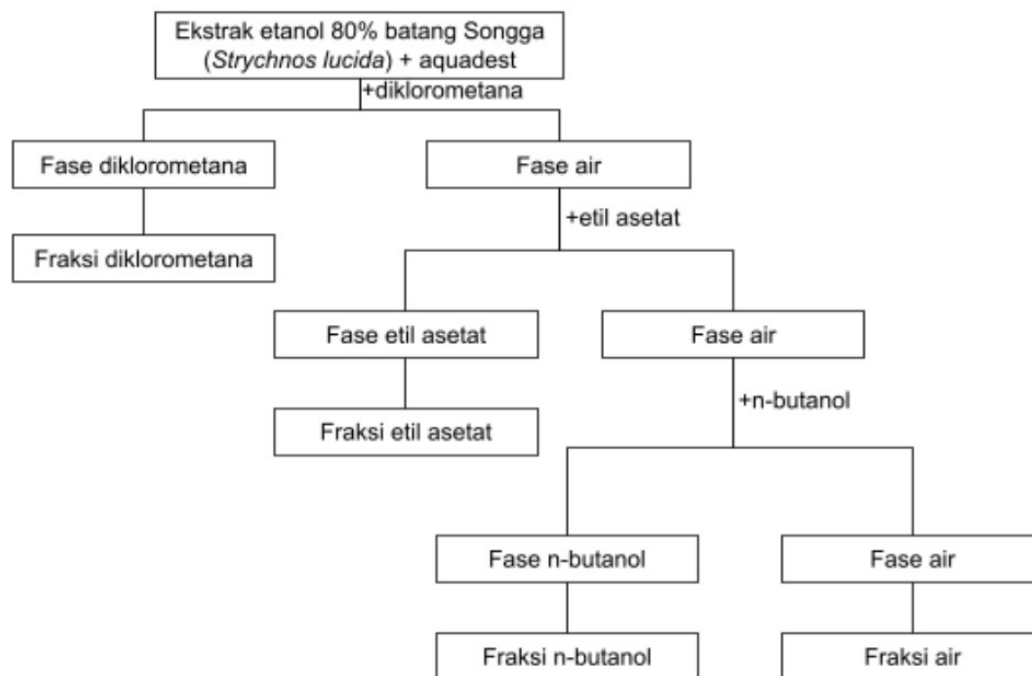 Ekstrak etanol 80% batang Songga
(Strychnos lucida) + aquadest
+diklorometana
Fase diklorometana
Fase air
Fraksi diklorometana
+etil asetat
Fase etil asetat
Fase air
Fraksi etil asetat
+n-butanol
Fase n-butanol
Fase air
Fraksi n-butanol
Fraksi air